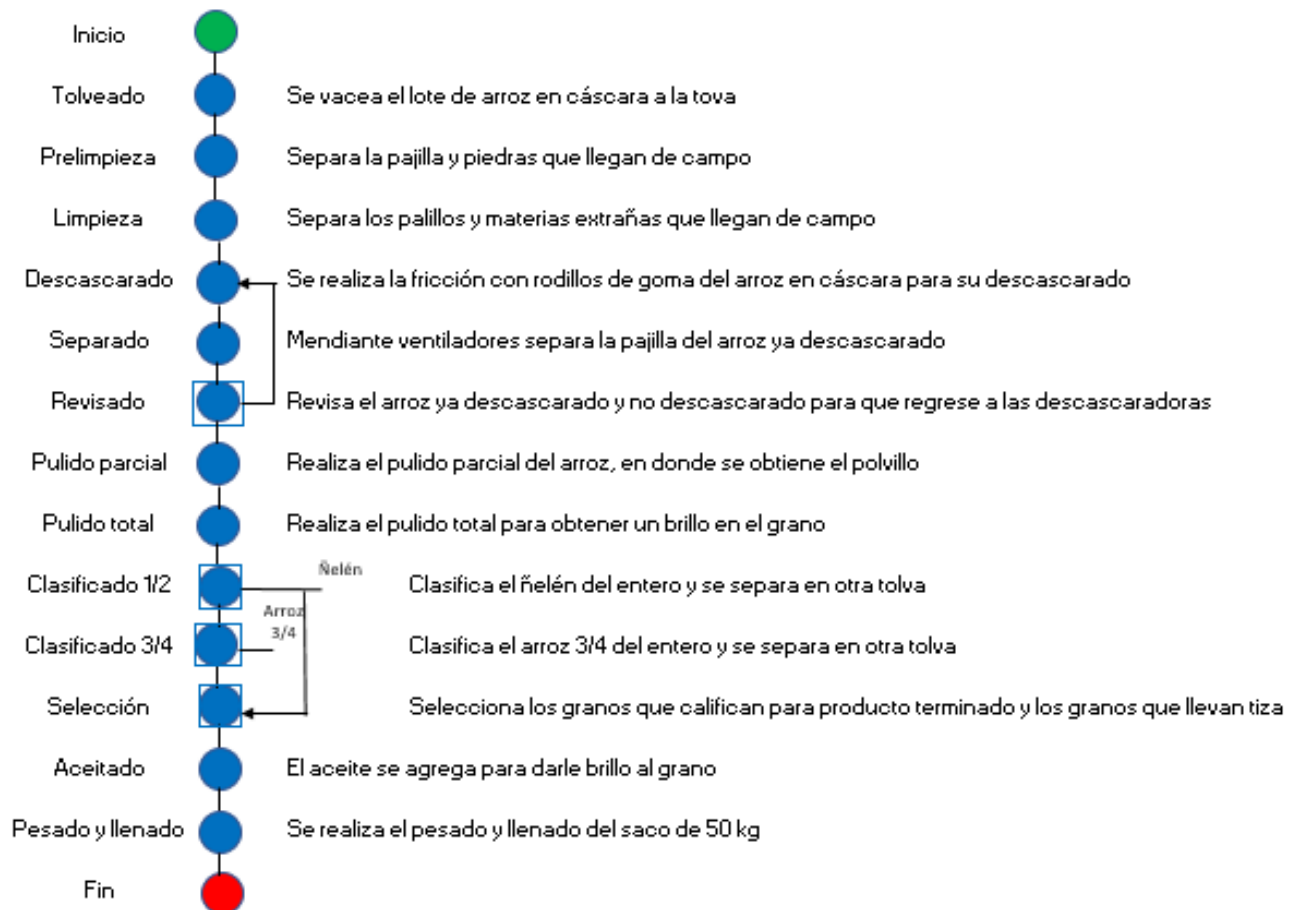 Inicio
Tolveado Se vacea el lote de arroz en cáscara a la tova
Prelimpieza Separa la pajilla y piedras que llegan de campo
Limpieza Separa los palillos y materias extrañas que llegan de campo
Descascarado Se realiza la fricción con rodillos de goma del arroz en cáscara para su descascarado
Separado Mendiante ventiladores separa la pajilla del arroz ya descascarado
Revisado Revisa el arroz ya descascarado y no descascarado para que regrese a las descascaradoras
Pulido parcial Realiza el pulido parcial del arroz, en donde se obtiene el polvillo
Pulido total Realiza el pulido total para obtener un brillo en el grano
Ñelén
Clasificado 1/2 Clasifica el ñelén del entero y se separa en otra tolva
Arroz
3/4
Clasificado 3/4 Clasifica el arroz 3/4 del entero y se separa en otra tolva
Selección Selecciona los granos que califican para producto terminado y los granos que llevan tiza
Aceitado El aceite se agrega para darle brillo al grano
Pesado y llenado Se realiza el pesado y llenado del saco de 50 kg
Fin